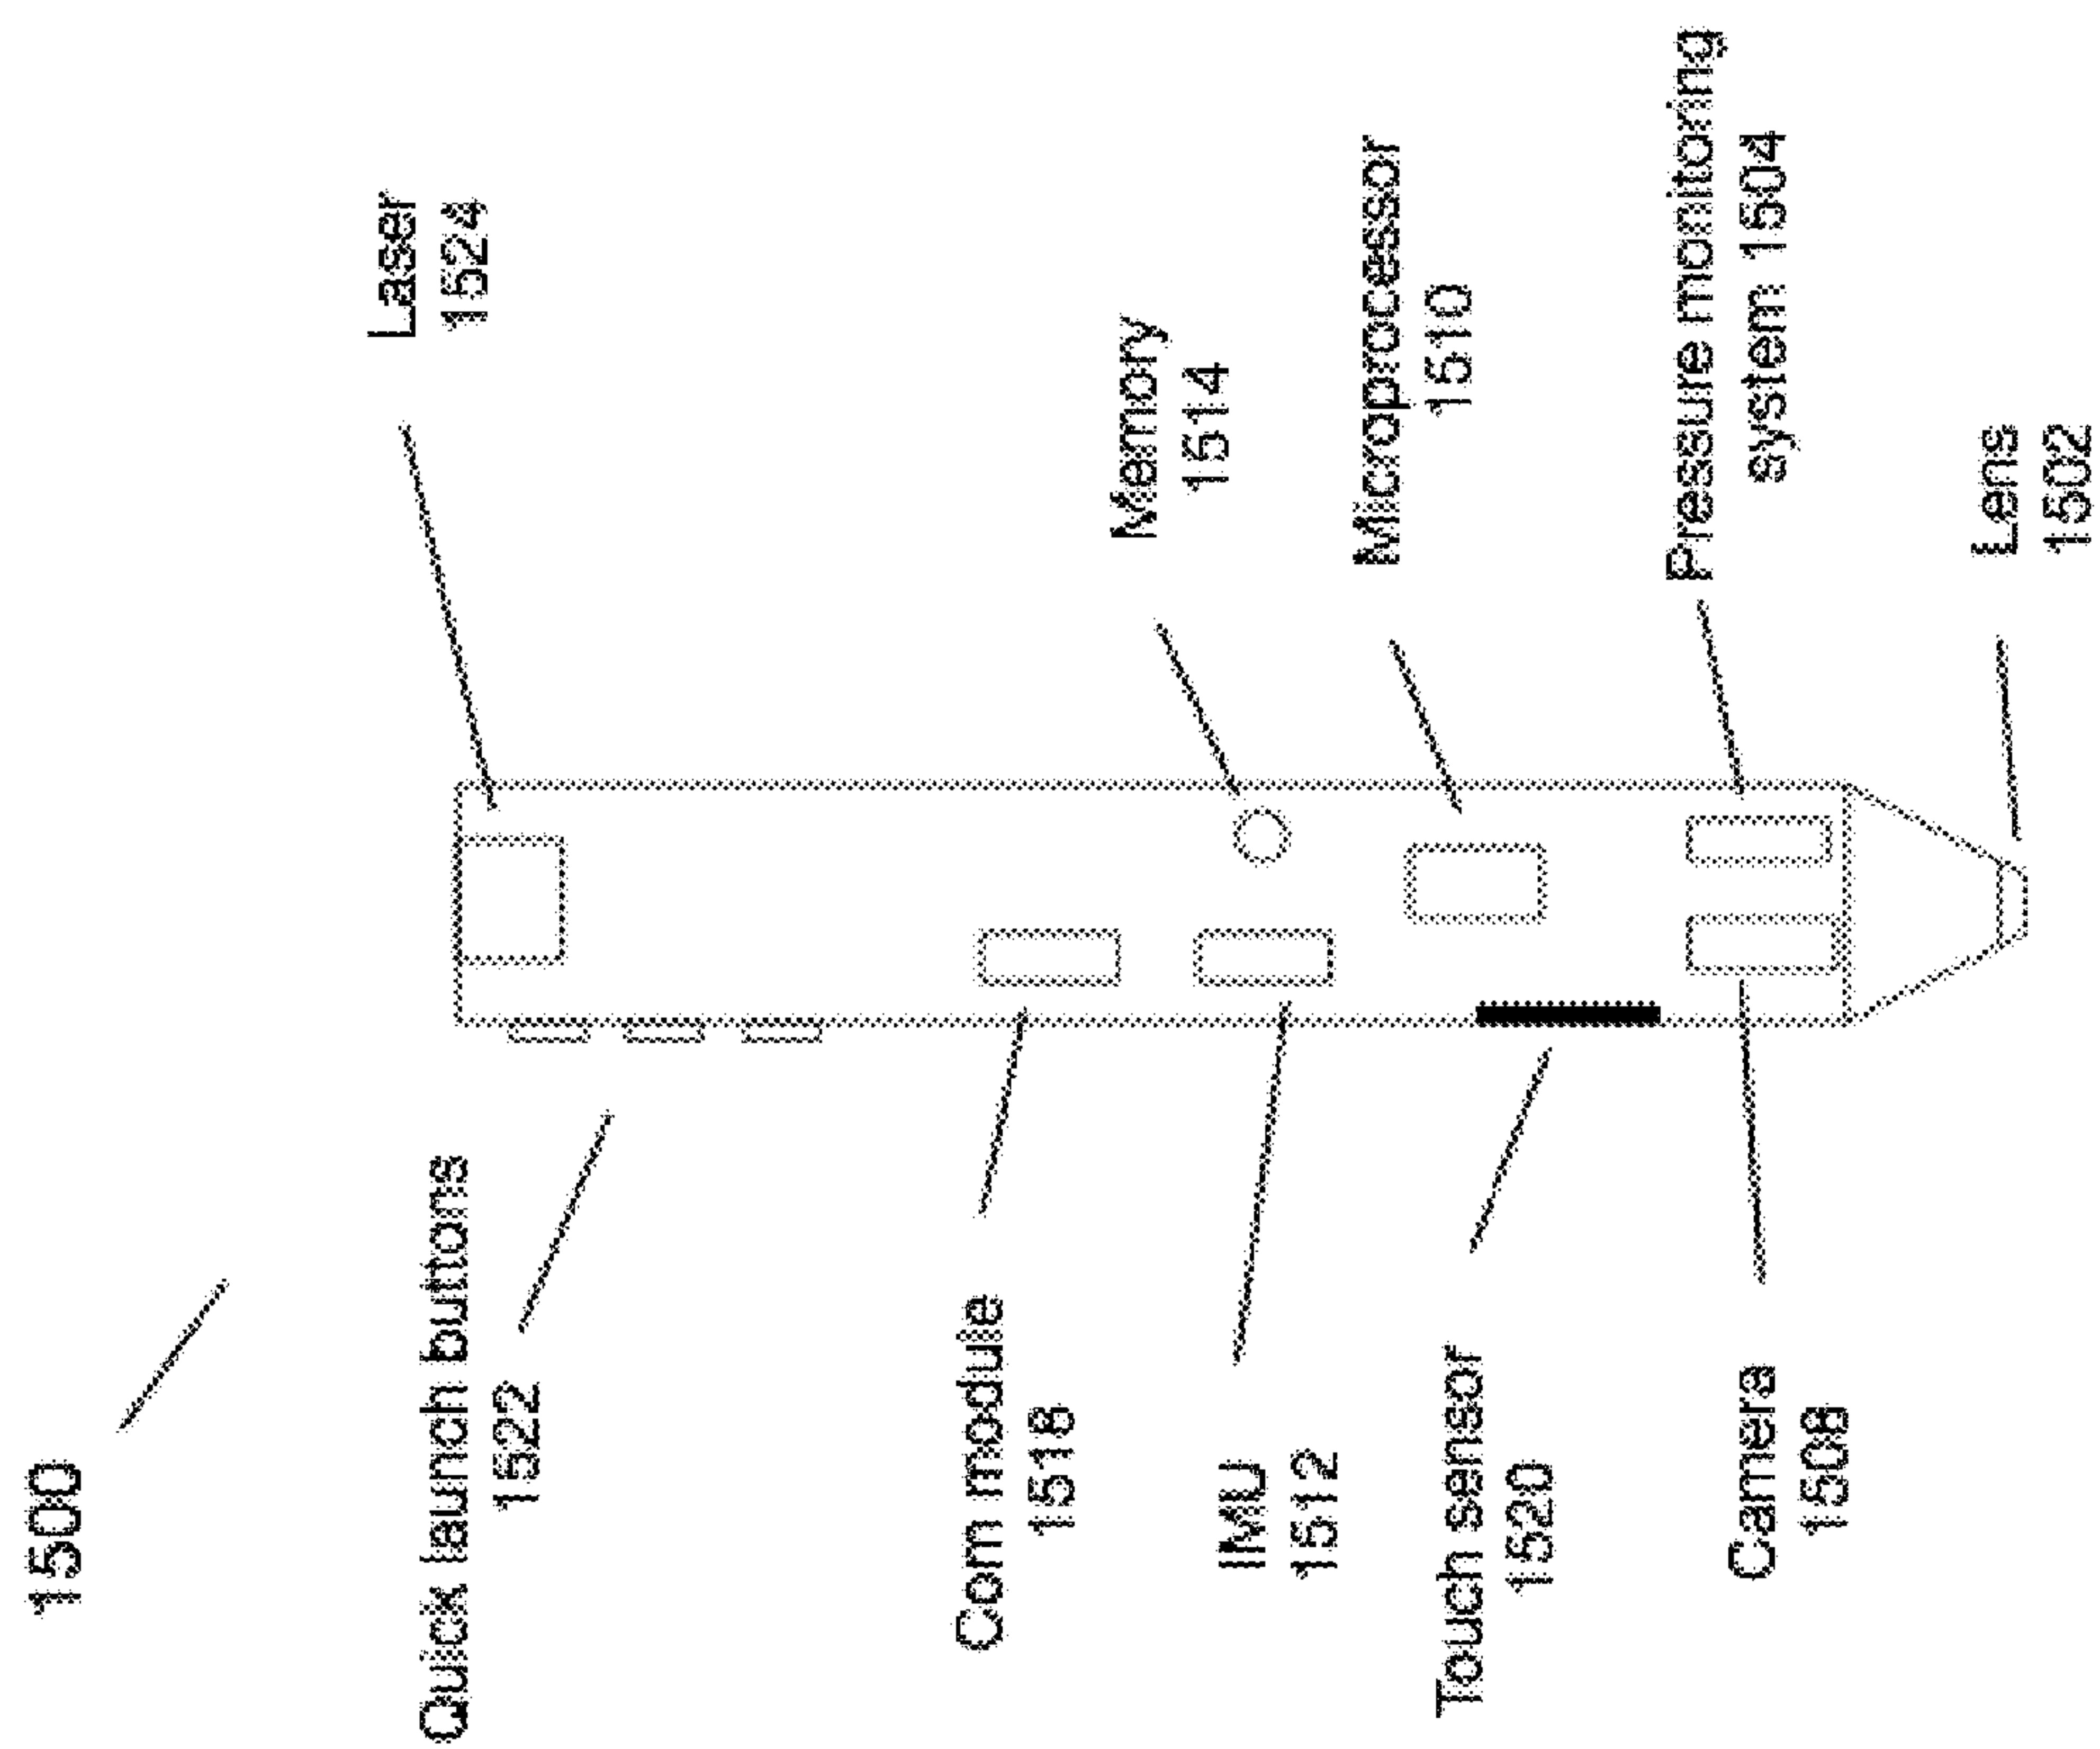 1500
Quick launch buttons
1522
Laser
1524
Com module
1518
Memory
1514
IMU
1512
Microprocessor
1510
Touch sensor
1520
Pressure monitoring
system 1504
Camera
1508
Lens
1502